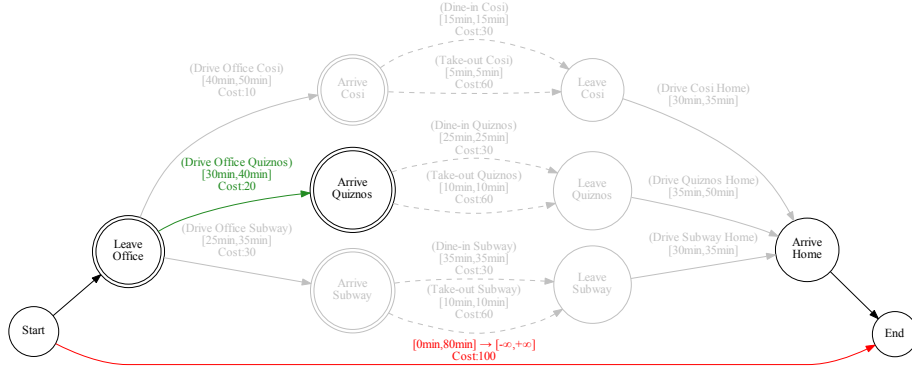 (Dine-in Cosi)
[15min,15min]
Cost:30
(Drive Office Cosi)
[40min,50min]
Cost:10
Arrive
Cosi
(Take-out Cosi)
[5min,5min]
Cost:60
Leave
Cosi
(Drive Cosi Home)
[30min,35min]
(Drive Office Quiznos)
[30min,40min]
Cost:20
Arrive
Quiznos
(Dine-in Quiznos)
[25min,25min]
Cost:30
(Take-out Quiznos)
[10min,10min]
Cost:60
Leave
Quiznos
(Drive Quiznos Home)
[35min,50min]
Leave
Office
(Drive Office Subway)
[25min,35min]
Cost:30
Arrive
Subway
(Dine-in Subway)
[35min,35min]
Cost:30
(Take-out Subway)
[10min,10min]
Cost:60
Leave
Subway
(Drive Subway Home)
[30min,35min]
Arrive
Home
Start
[0min,80min] → [-∞,+∞]
Cost:100
End